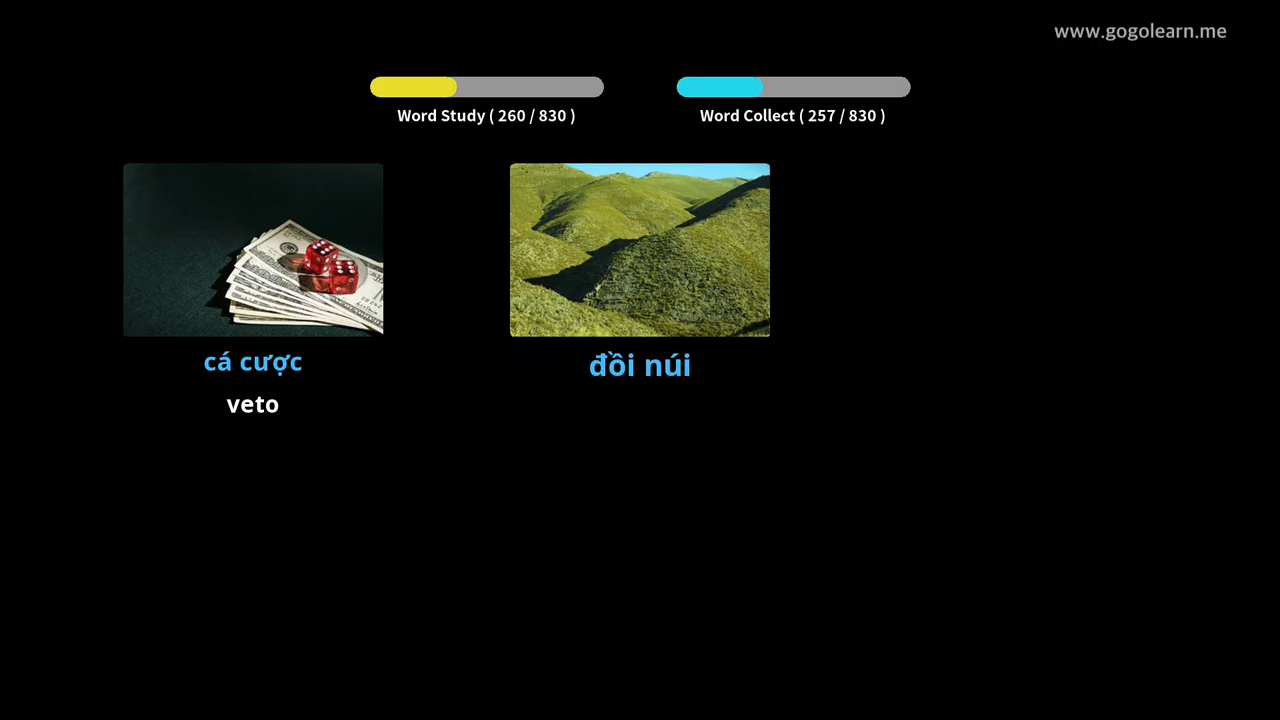 www.gogolearn.me
Word Study ( 260 / 830 )
Word Collect ( 257 / 830 )
cá cược
đồi núi
veto